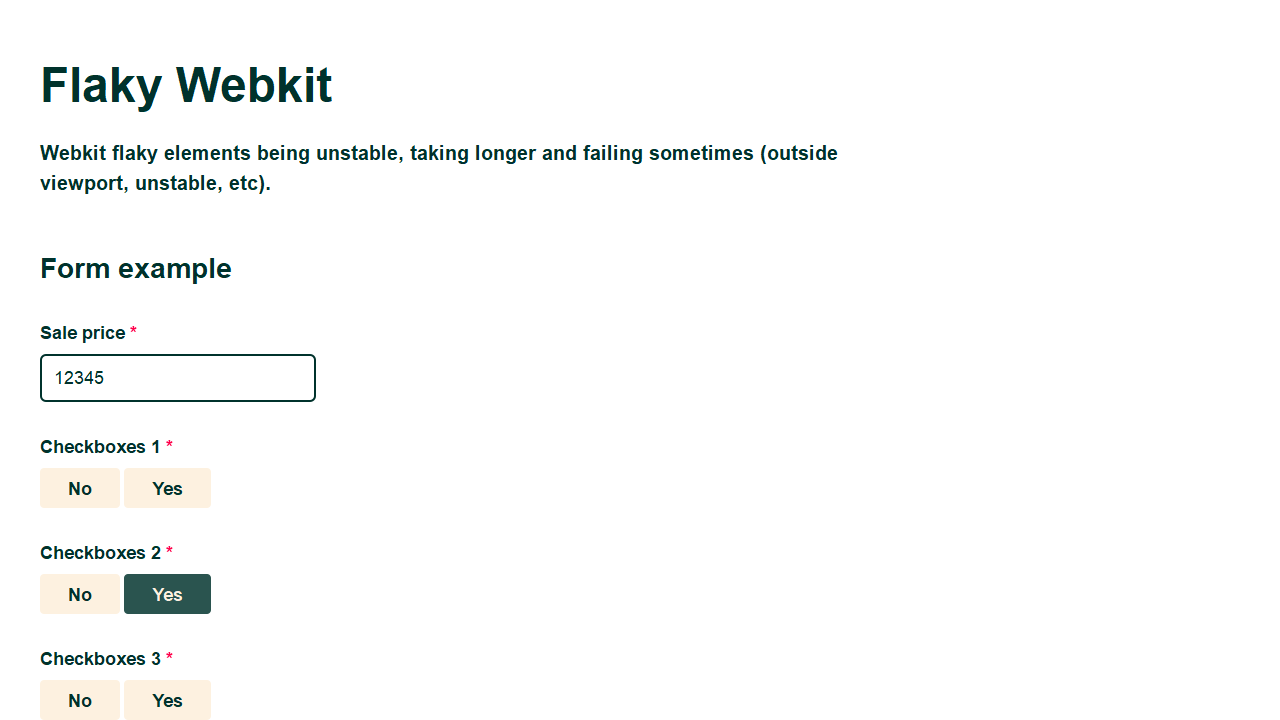 Flaky Webkit
Webkit flaky elements being unstable, taking longer and failing sometimes (outside
viewport, unstable, etc).
Form example
Sale price *
12345
Checkboxes 1 *
No Yes
Checkboxes 2 *
No Yes
Checkboxes 3 *
No Yes